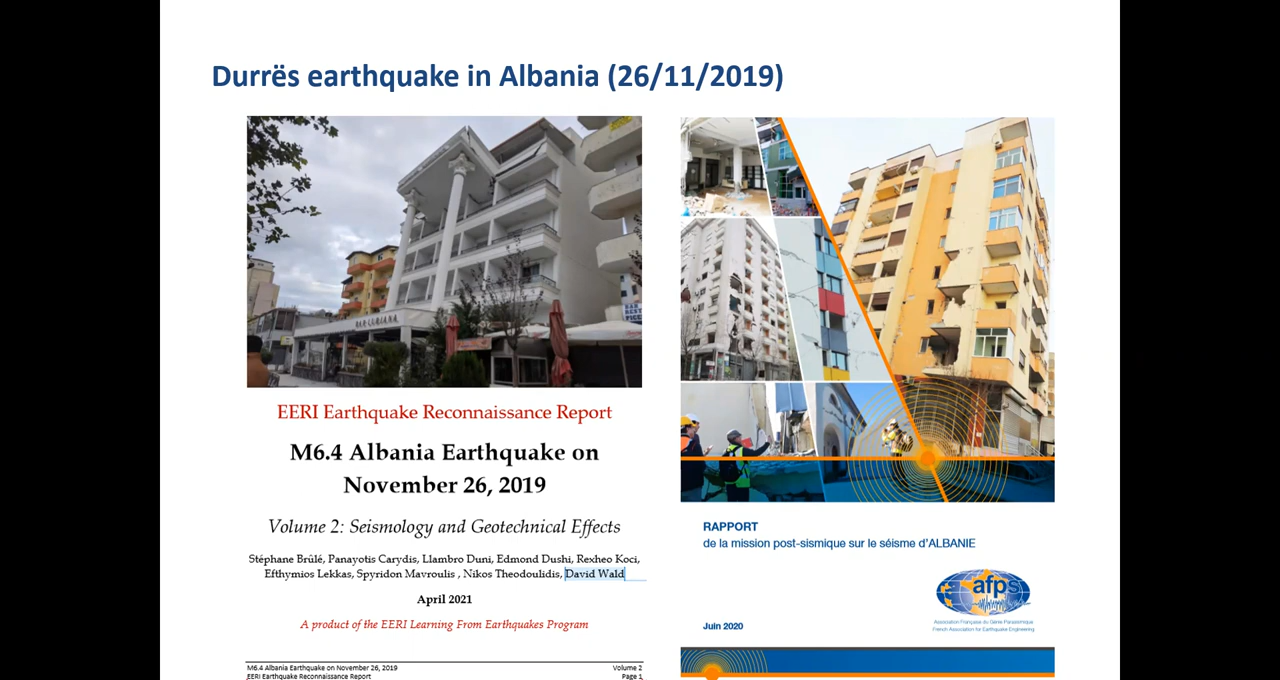 Durrës earthquake in Albania (26/11/2019)
BAR LUBIANA
EERI Earthquake Reconnaissance Report
M6.4 Albania Earthquake on
November 26, 2019
Volume 2: Seismology and Geotechnical Effects
Stéphane Brûlé, Panayotis Carydis, Llambro Duni, Edmond Dushi, Rexheo Koci,
Efthymios Lekkas, Spyridon Mavroulis , Nikos Theodoulidis, David Wald
April 2021
A product of the EERI Learning From Earthquakes Program
M6.4 Albania Earthquake on November 26, 2019 Volume 2
EERI Earthquake Reconnaissance Report Page 1
RAPPORT
de la mission post-sismique sur le séisme d'ALBANIE
afps
Association Française du Génie Parasismique
French Association for Earthquake Engineering
Juin 2020